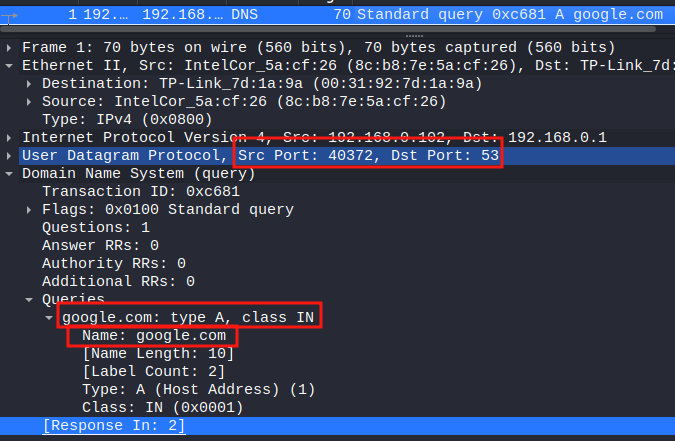 1 192.… 192.168.… DNS 70 Standard query 0xc681 A google.com
Frame 1: 70 bytes on wire (560 bits), 70 bytes captured (560 bits)
Ethernet II, Src: IntelCor_5a:cf:26 (8c:b8:7e:5a:cf:26), Dst: TP-Link_7d:
Destination: TP-Link_7d:1a:9a (00:31:92:7d:1a:9a)
Source: IntelCor_5a:cf:26 (8c:b8:7e:5a:cf:26)
Type: IPv4 (0x0800)
Internet Protocol Version 4, Src: 192.168.0.102, Dst: 192.168.0.1
User Datagram Protocol, Src Port: 40372, Dst Port: 53
Domain Name System (query)
Transaction ID: 0xc681
Flags: 0x0100 Standard query
Questions: 1
Answer RRs: 0
Authority RRs: 0
Additional RRs: 0
Queries
google.com: type A, class IN
Name: google.com
[Name Length: 10]
[Label Count: 2]
Type: A (Host Address) (1)
Class: IN (0x0001)
[Response In: 2]